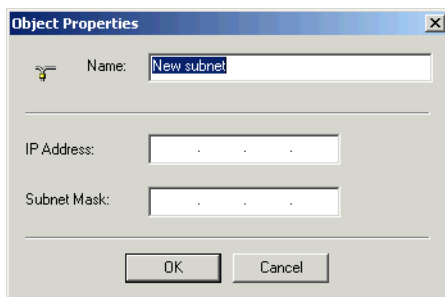 Object Properties
Name: New subnet
IP Address: . . .
Subnet Mask: . . .
OK Cancel